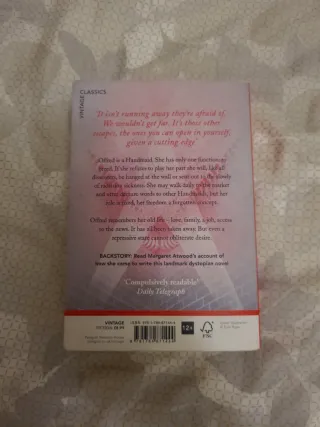 VINTAGE
CLASSICS
'It isn't running away they're afraid of.
We wouldn't get far. It's those other
escapes, the ones you can open in yourself,
given a cutting edge'
Offred is a Handmaid. She has only one function:
breed. If she refuses to play her part she will, like
dissenters, be hanged at the wall or sent out to die slowly
of radiation sickness. She may walk daily to the market
and utter
words to other Handmaids, but her
her freedom a forgotten concept.
Offred remembers her old life – love, family, a job, access
to the news. It has all been taken away. But even a
repressive state cannot obliterate desire.
BACKSTORY: Read Margaret Atwood's account of
how she came to write this landmark dystopian novel
'Compulsively readable'
Daily Telegraph
VINTAGE
FICTION £8.99
ISBN
12+
FSC